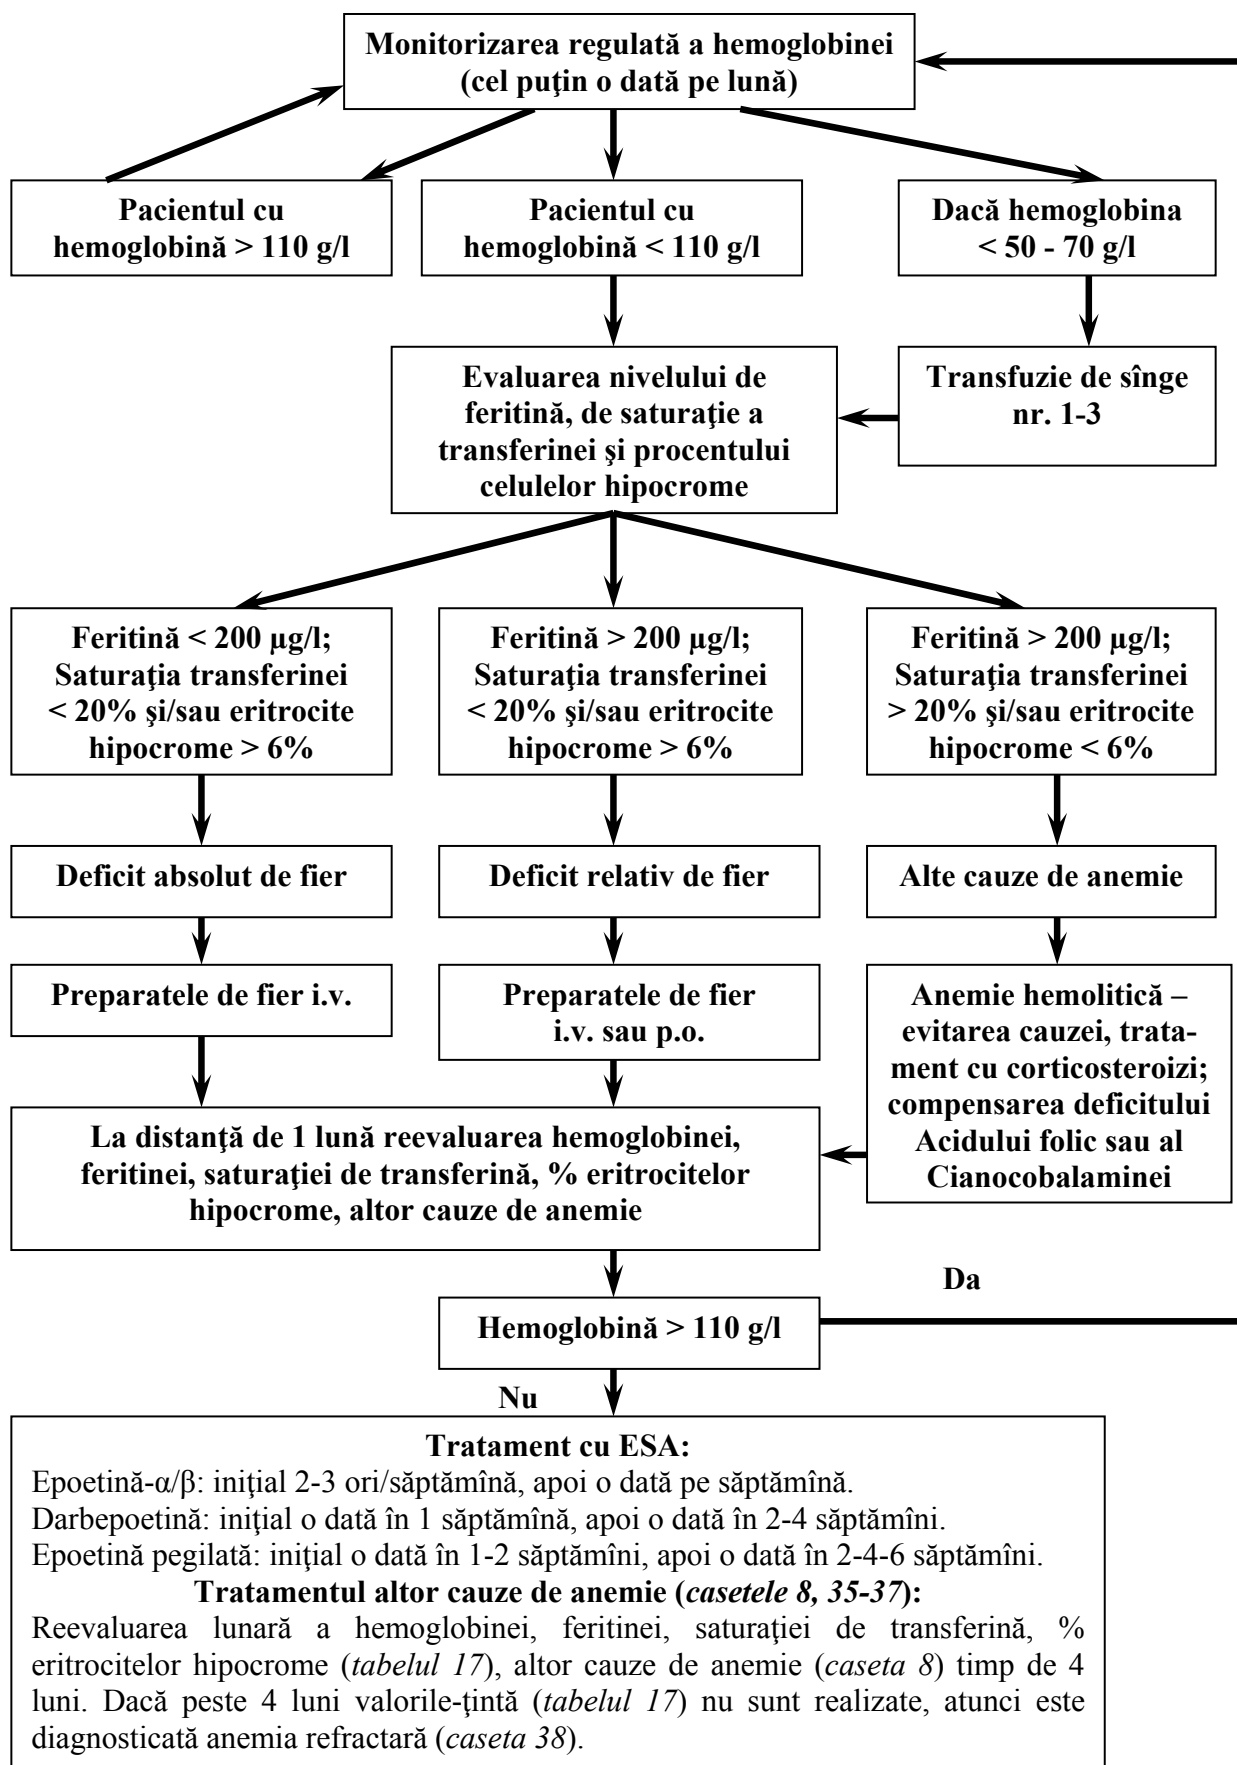 Monitorizarea regulată a hemoglobinei
(cel puţin o dată pe lună)
Pacientul cu
hemoglobină > 110 g/l
Pacientul cu
hemoglobină < 110 g/l
Dacă hemoglobina
< 50 - 70 g/l
Evaluarea nivelului de
feritină, de saturaţie a
transferinei şi procentului
celulelor hipocrome
Transfuzie de sînge
nr. 1-3
Feritină < 200 µg/l;
Saturaţia transferinei
< 20% şi/sau eritrocite
hipocrome > 6%
Feritină > 200 µg/l;
Saturaţia transferinei
< 20% şi/sau eritrocite
hipocrome > 6%
Feritină > 200 µg/l;
Saturaţia transferinei
> 20% şi/sau eritrocite
hipocrome < 6%
Deficit absolut de fier
Deficit relativ de fier
Alte cauze de anemie
Preparatele de fier i.v.
Preparatele de fier
i.v. sau p.o.
Anemie hemolitică –
evitarea cauzei, trata-
ment cu corticosteroizi;
compensarea deficitului
Acidului folic sau al
Cianocobalaminei
La distanţă de 1 lună reevaluarea hemoglobinei,
feritinei, saturaţiei de transferină, % eritrocitelor
hipocrome, altor cauze de anemie
Da
Hemoglobină > 110 g/l
Nu
Tratament cu ESA:
Epoetină-α/β: iniţial 2-3 ori/săptămînă, apoi o dată pe săptămînă.
Darbepoetină: iniţial o dată în 1 săptămînă, apoi o dată în 2-4 săptămîni.
Epoetină pegilată: iniţial o dată în 1-2 săptămîni, apoi o dată în 2-4-6 săptămîni.
Tratamentul altor cauze de anemie (casetele 8, 35-37):
Reevaluarea lunară a hemoglobinei, feritinei, saturaţiei de transferină, %
eritrocitelor hipocrome (tabelul 17), altor cauze de anemie (caseta 8) timp de 4
luni. Dacă peste 4 luni valorile-ţintă (tabelul 17) nu sunt realizate, atunci este
diagnosticată anemia refractară (caseta 38).